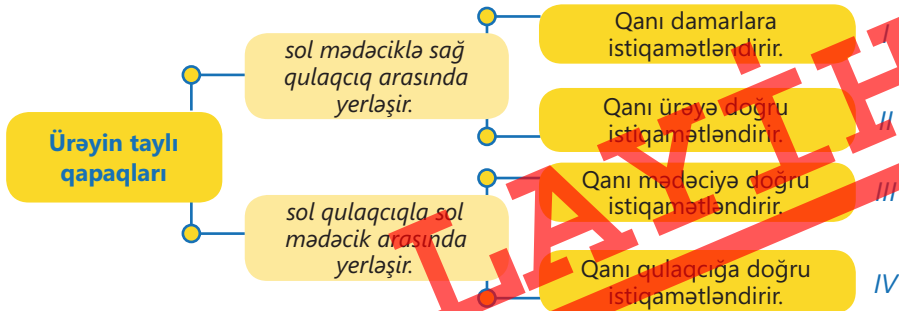 Ürəyin taylı
qapaqları
sol mədəciklə sağ
qulaqcıq arasında
yerləşir.
sol qulaqcıqla sol
mədəcik arasında
yerləşir.
Qanı damarlara
istiqamətləndirir.
I
Qanı ürəyə doğru
istiqamətləndirir.
II
Qanı mədəciyə doğru
istiqamətləndirir.
III
Qanı qulaqcığa doğru
istiqamətləndirir.
IV